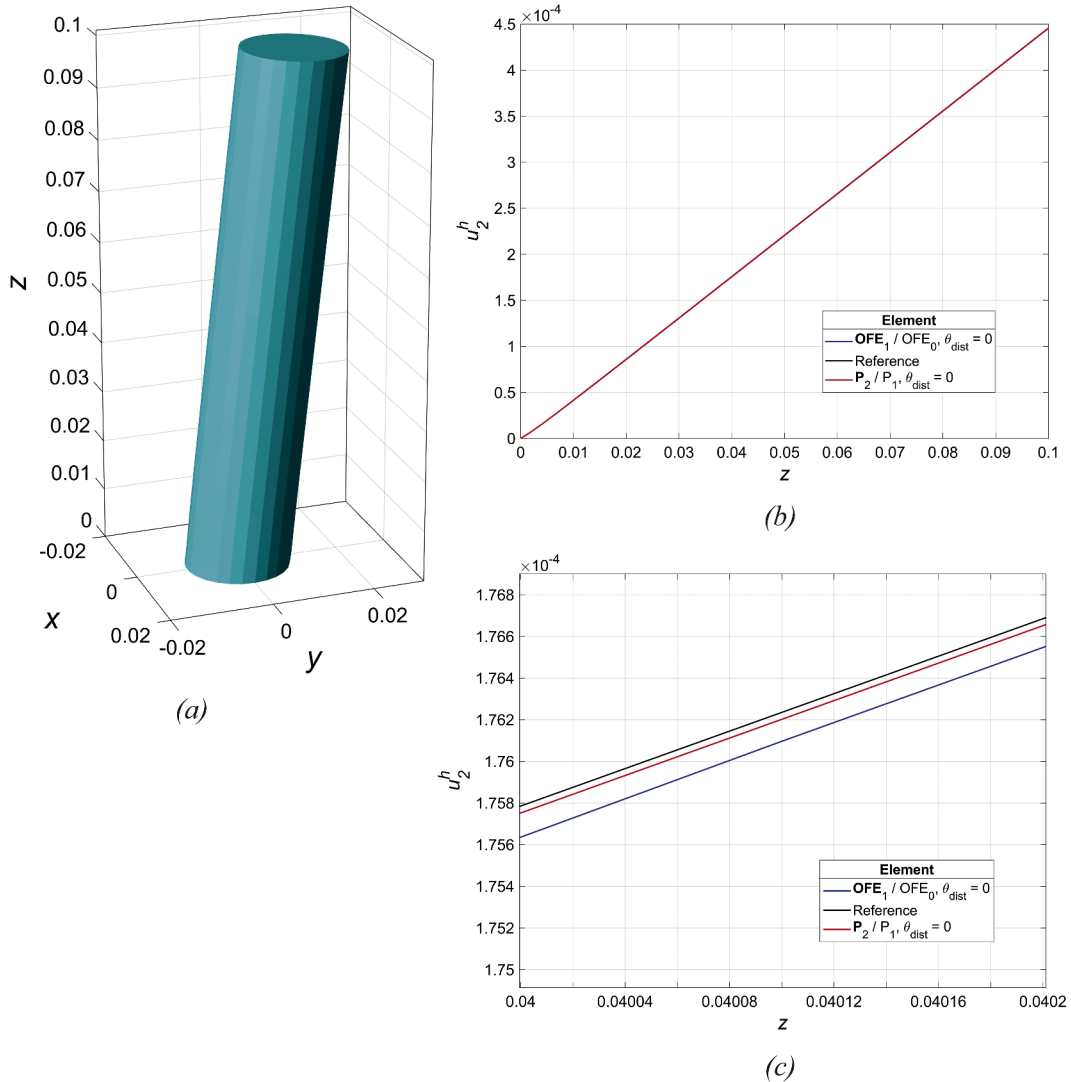 0.1
0.09
0.08
0.07
0.06
0.05
0.04
0.03
0.02
0.01
0
z
-0.02
0
0.02
x
-0.02
0
0.02
y
(a)
×10⁻⁴
4.5
4
3.5
3
2.5
2
1.5
1
0.5
0
u₂ʰ
0 0.01 0.02 0.03 0.04 0.05 0.06 0.07 0.08 0.09 0.1
z
Element
OFE₁ / OFE₀, θ_dist = 0
Reference
P₂ / P₁, θ_dist = 0
(b)
×10⁻⁴
1.768
1.766
1.764
1.762
1.76
1.758
1.756
1.754
1.752
1.75
u₂ʰ
0.04 0.04004 0.04008 0.04012 0.04016 0.0402
z
Element
OFE₁ / OFE₀, θ_dist = 0
Reference
P₂ / P₁, θ_dist = 0
(c)